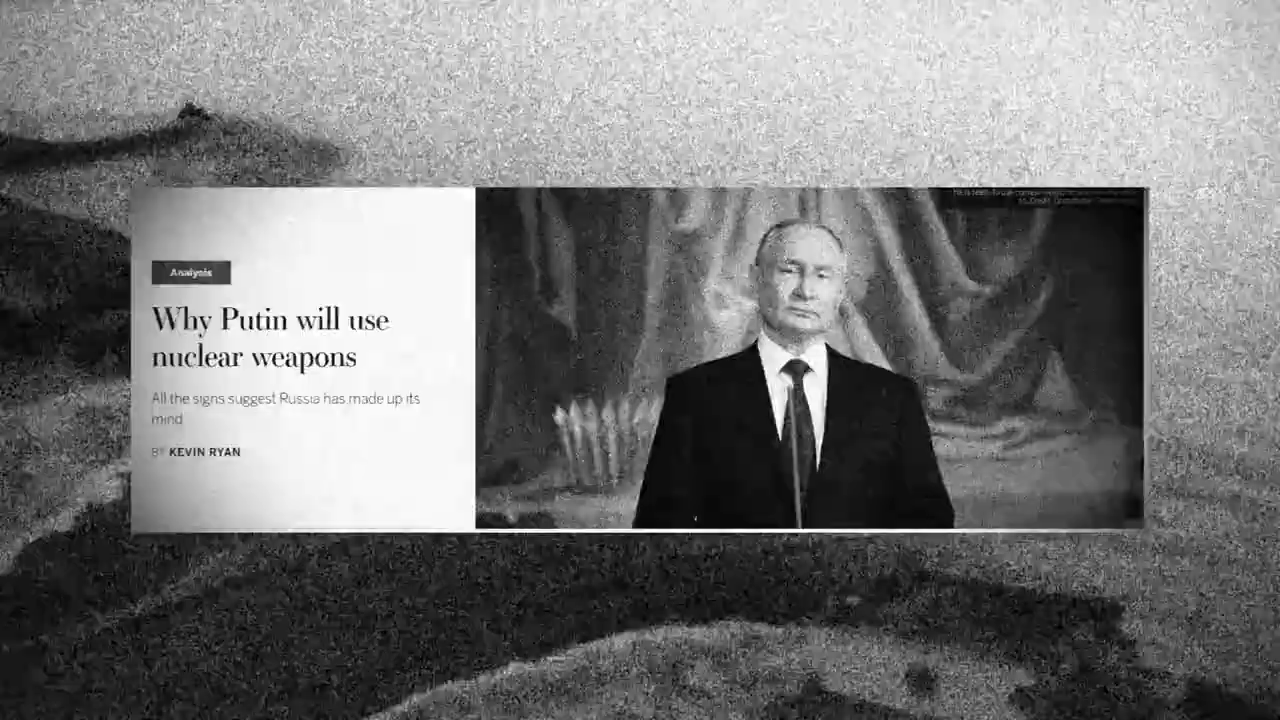 Analysis
Why Putin will use
nuclear weapons
All the signs suggest Russia has made up its
mind
BY KEVIN RYAN